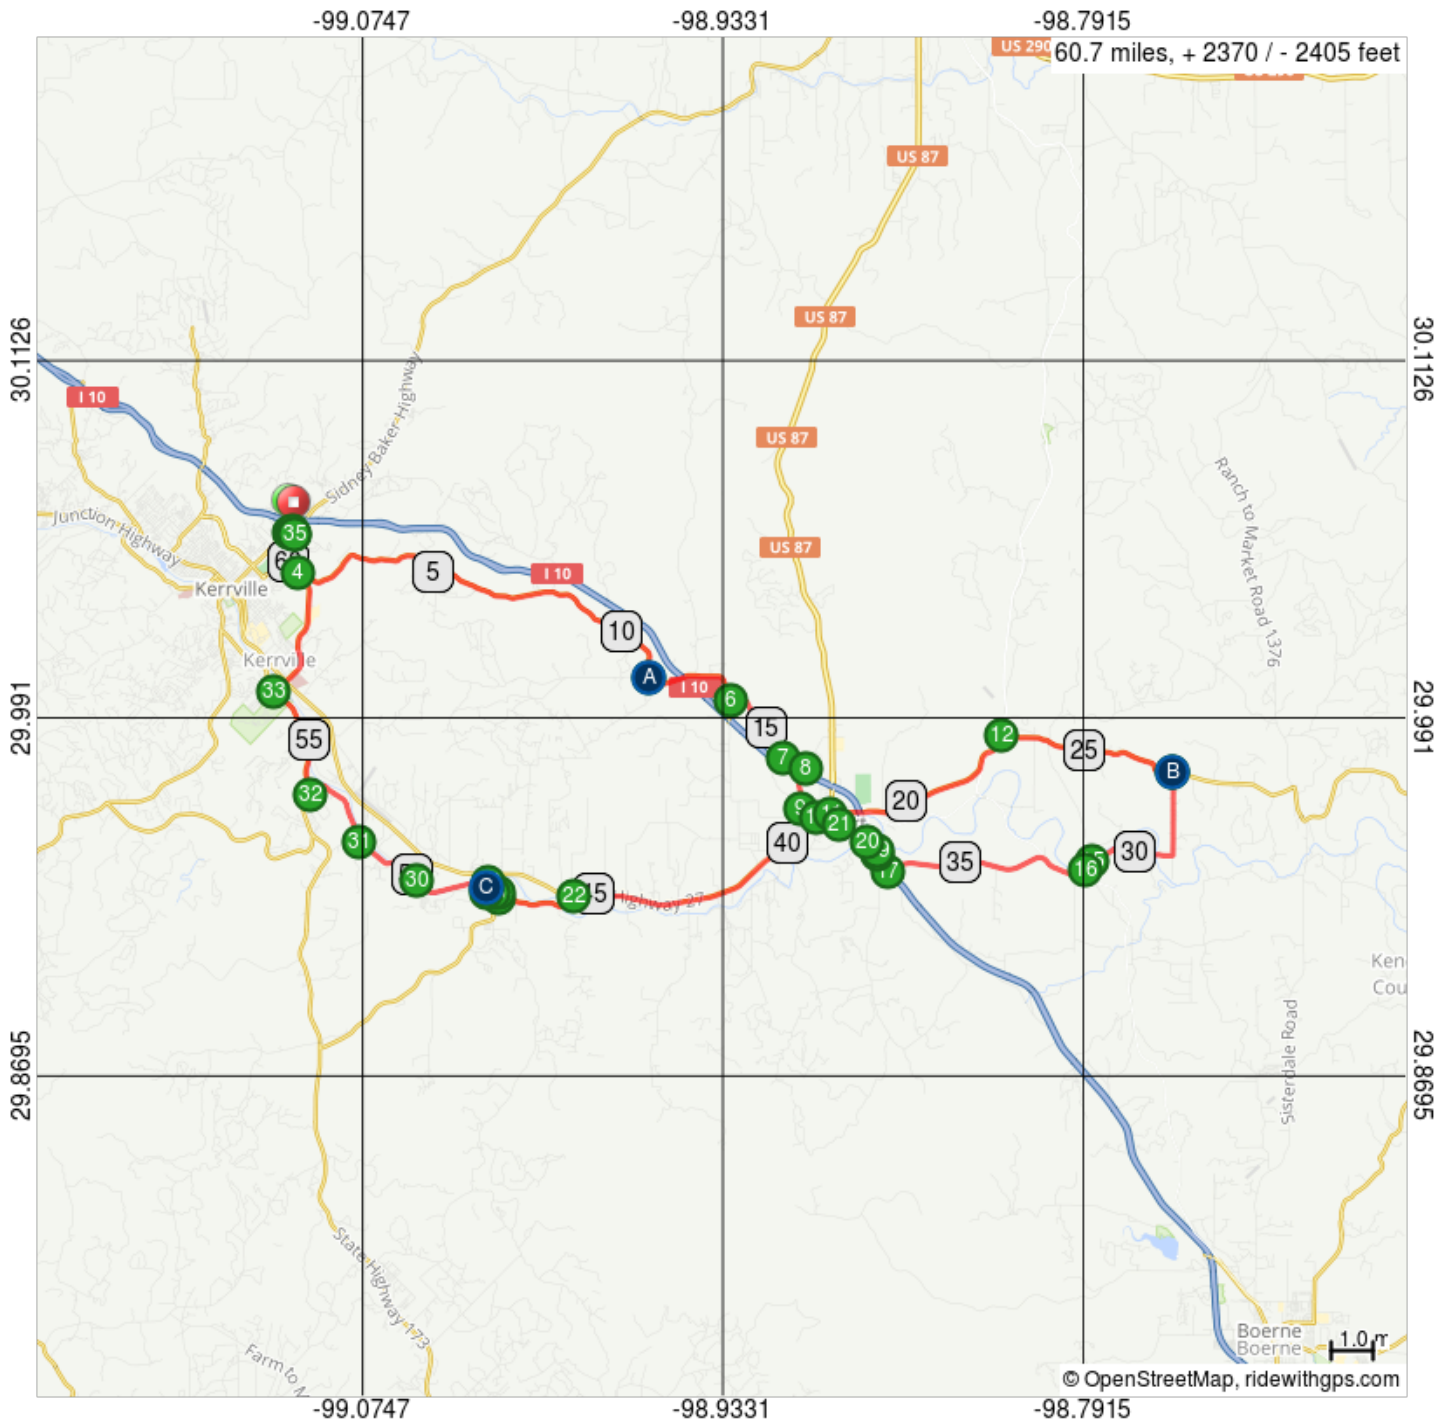 -99.0747
-98.9331
-98.7915
US 290
60.7 miles, + 2370 / - 2405 feet
US 87
US 87
30.1126
30.1126
Sidney Baker Highway
I 10
US 87
Ranch to Market Road 1376
Junction Highway
35
4
Kerrville
5
I 10
US 87
10
Kerrville
A
I 10
6
33
29.991
29.991
15
55
7
8
12
25
B
32
9
21
20
40
20
31
35
17
16
30
30
C
22
Highway 27
Sisterdale Road
29.8695
29.8695
State Highway 173
Farm to
Boerne
Boerne
1.0
© OpenStreetMap, ridewithgps.com
-99.0747
-98.9331
-98.7915